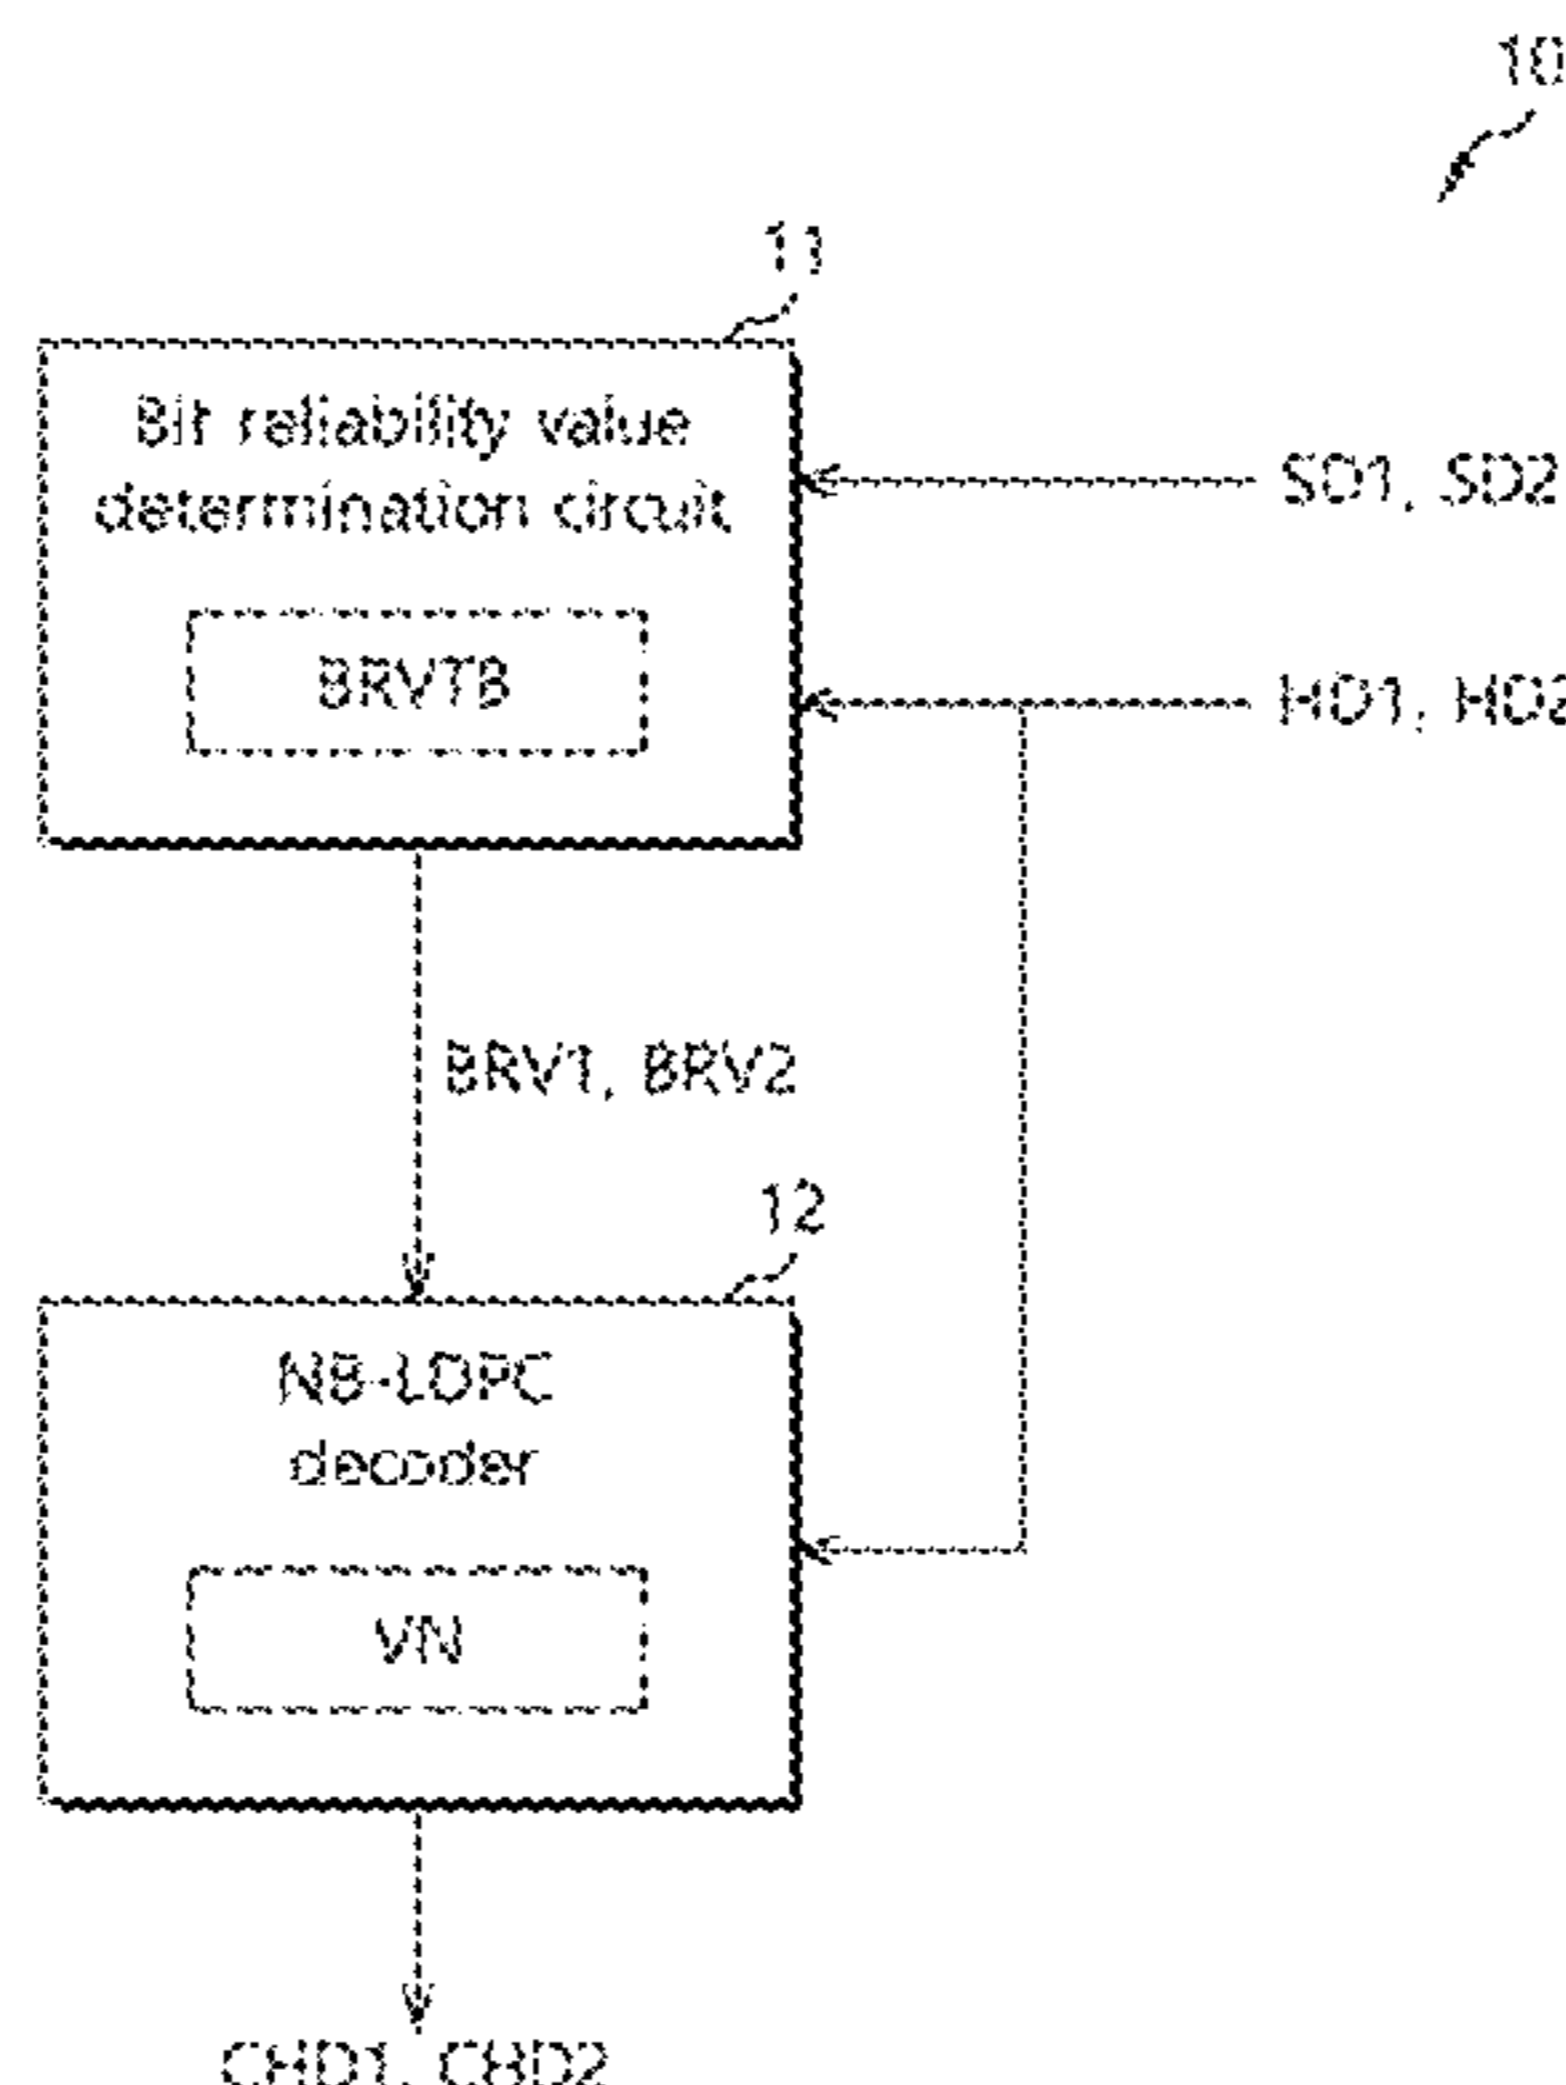 10
11
Bit reliability value
determination circuit
SD1, SD2
BRVTB
HD1, HD2
BRV1, BRV2
12
NB-LDPC
decoder
VN
CHD1, CHD2